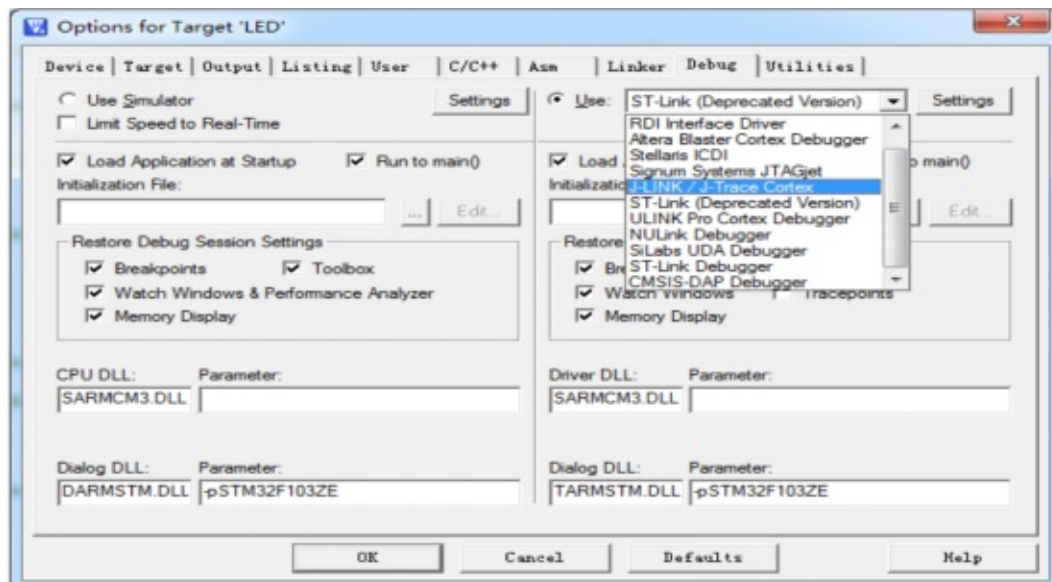 Options for Target 'LED'
Device | Target | Output | Listing | User | C/C++ | Asm | Linker Debug | Utilities |
Use Simulator
Settings
Limit Speed to Real-Time
Load Application at Startup
Run to main()
Initialization File:
...
Edit...
Restore Debug Session Settings
Breakpoints
Toolbox
Watch Windows & Performance Analyzer
Memory Display
CPU DLL:
Parameter:
SARMCM3.DLL
Dialog DLL:
Parameter:
DARMSTM.DLL
-pSTM32F103ZE
Use:
ST-Link (Deprecated Version)
Settings
RDI Interface Driver
Altera Blaster Cortex Debugger
Stellaris ICDI
Signum Systems JTAGjet
J-LINK / J-Trace Cortex
ST-Link (Deprecated Version)
ULINK Pro Cortex Debugger
NULink Debugger
SiLabs UDA Debugger
ST-Link Debugger
CMSIS-DAP Debugger
Load
main()
Edit...
Restore
Watch Windows
Tracepoints
Memory Display
Driver DLL:
Parameter:
SARMCM3.DLL
Dialog DLL:
Parameter:
TARMSTM.DLL
-pSTM32F103ZE
OK
Cancel
Defaults
Help